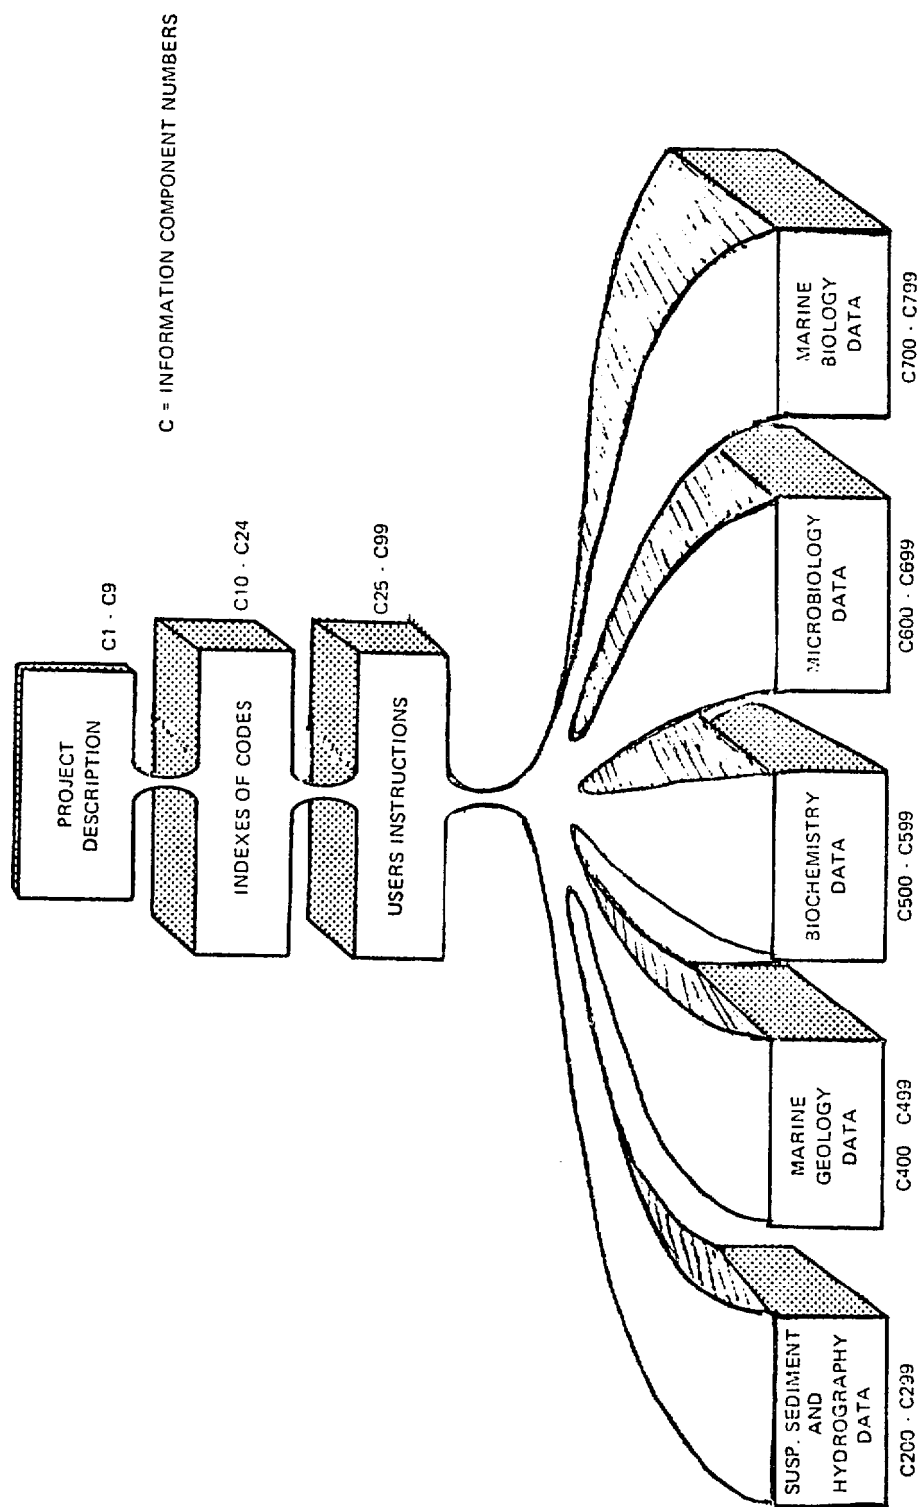 C = INFORMATION COMPONENT NUMBERS
PROJECT
DESCRIPTION
C1 - C9
INDEXES OF CODES
C10 - C24
USERS INSTRUCTIONS
C25 - C99
SUSP. SEDIMENT
AND
HYDROGRAPHY
DATA
C200 - C299
MARINE
GEOLOGY
DATA
C400 C499
BIOCHEMISTRY
DATA
C500 - C599
MICROBIOLOGY
DATA
C600 - C699
MARINE
BIOLOGY
DATA
C700 - C799